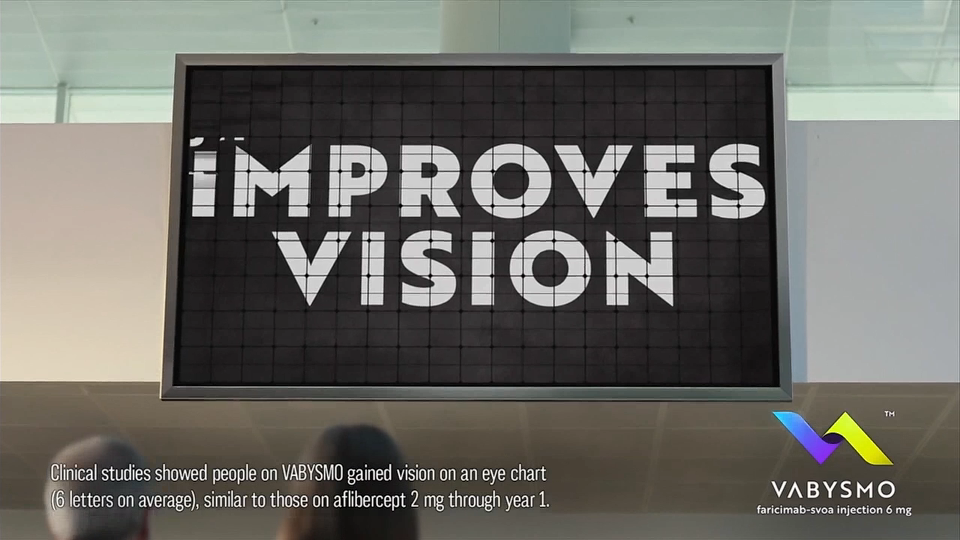 IMPROVES
VISION
Clinical studies showed people on VABYSMO gained vision on an eye chart
(6 letters on average), similar to those on aflibercept 2 mg through year 1.
TM
VABYSMO
faricimab-svoa injection 6 mg